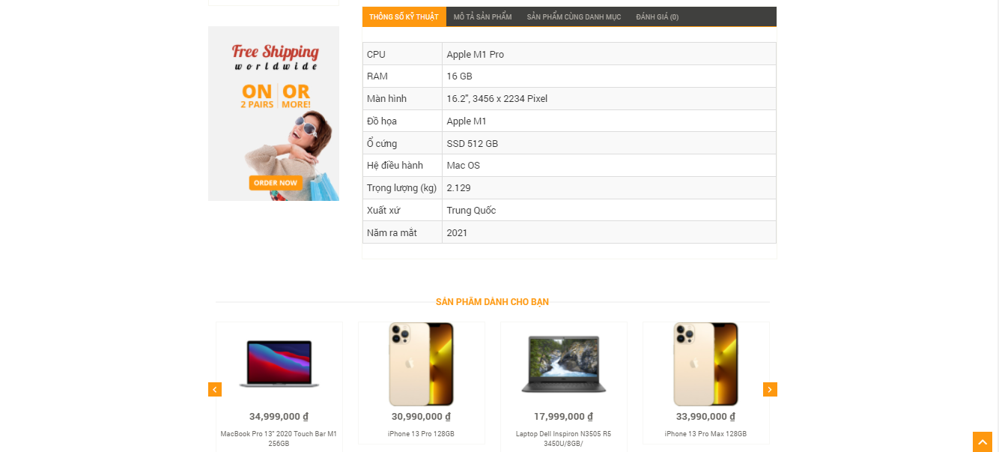 THÔNG SỐ KỸ THUẬT MÔ TẢ SẢN PHẨM SẢN PHẨM CÙNG DANH MỤC ĐÁNH GIÁ (0)
Free Shipping
worldwide
ON OR
2 PAIRS MORE!
ORDER NOW
CPU Apple M1 Pro
RAM 16 GB
Màn hình 16.2", 3456 x 2234 Pixel
Đồ họa Apple M1
Ổ cứng SSD 512 GB
Hệ điều hành Mac OS
Trọng lượng (kg) 2.129
Xuất xứ Trung Quốc
Năm ra mắt 2021
SẢN PHẨM DÀNH CHO BẠN
34,999,000 ₫ 30,990,000 ₫ 17,999,000 ₫ 33,990,000 ₫
MacBook Pro 13" 2020 Touch Bar M1 iPhone 13 Pro 128GB Laptop Dell Inspiron N3505 R5 iPhone 13 Pro Max 128GB
256GB 3450U/8GB/